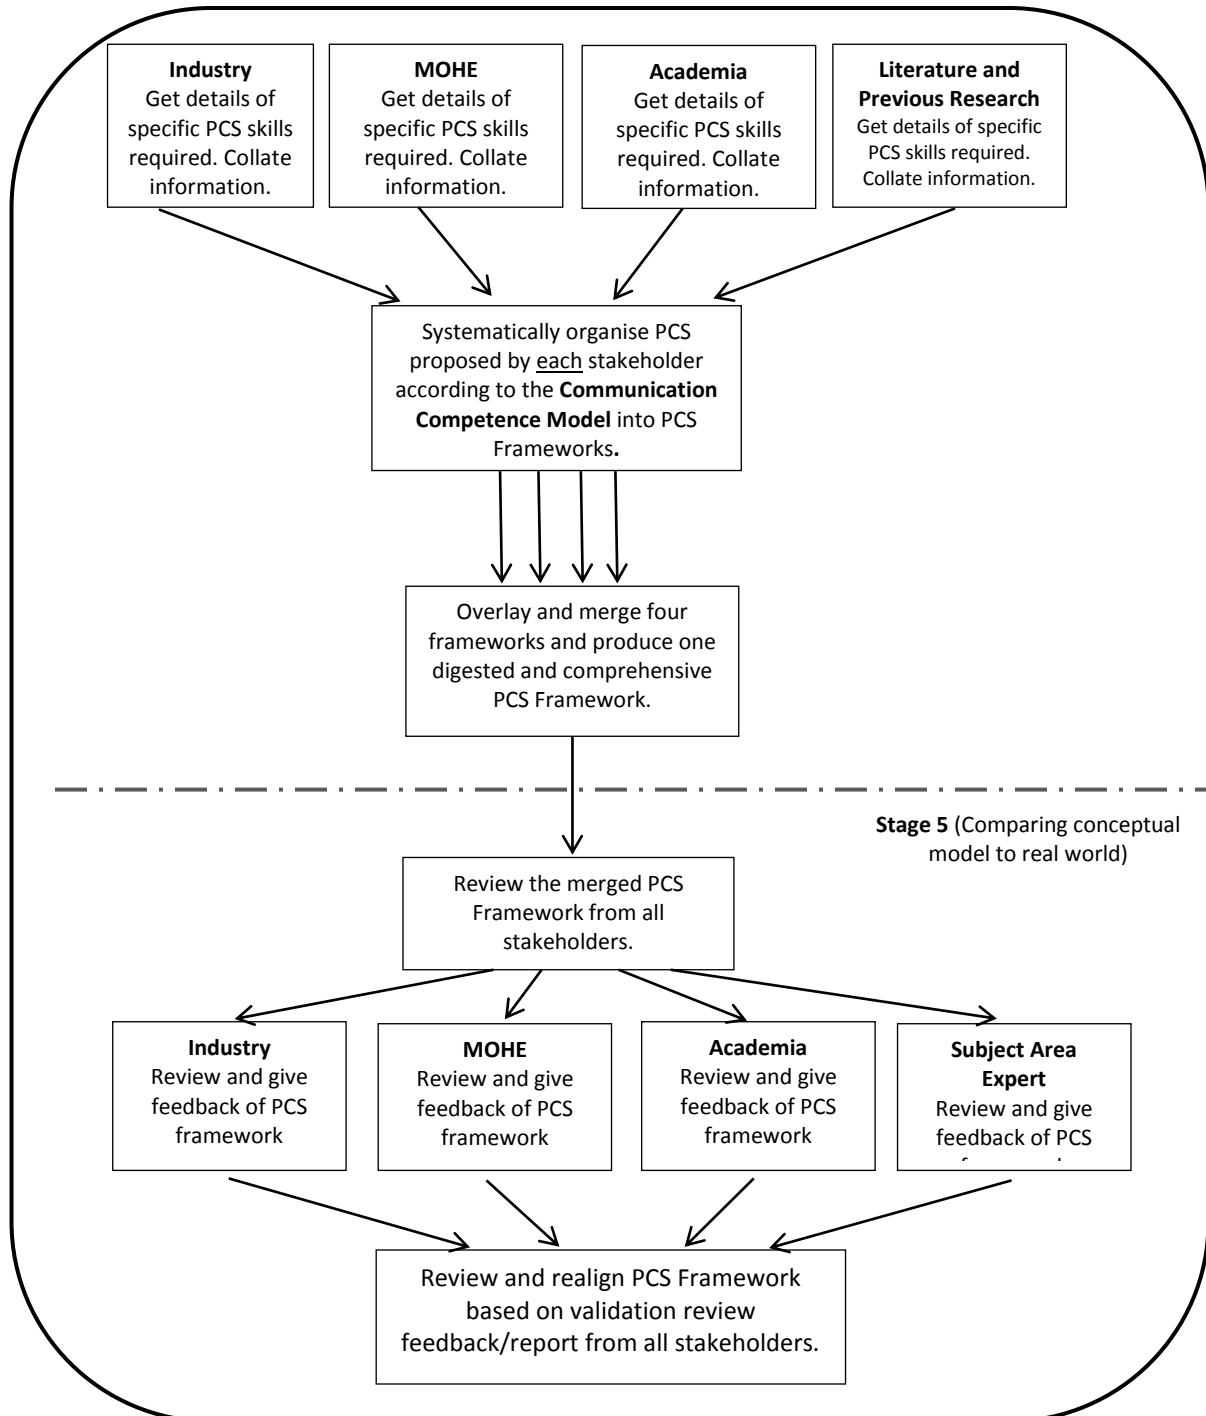 Industry
Get details of
specific PCS skills
required. Collate
information.
MOHE
Get details of
specific PCS skills
required. Collate
information.
Academia
Get details of
specific PCS skills
required. Collate
information.
Literature and
Previous Research
Get details of specific
PCS skills required.
Collate information.
Systematically organise PCS
proposed by each stakeholder
according to the Communication
Competence Model into PCS
Frameworks.
Overlay and merge four
frameworks and produce one
digested and comprehensive
PCS Framework.
Stage 5 (Comparing conceptual
model to real world)
Review the merged PCS
Framework from all
stakeholders.
Industry
Review and give
feedback of PCS
framework
MOHE
Review and give
feedback of PCS
framework
Academia
Review and give
feedback of PCS
framework
Subject Area
Expert
Review and give
feedback of PCS
Review and realign PCS Framework
based on validation review
feedback/report from all stakeholders.